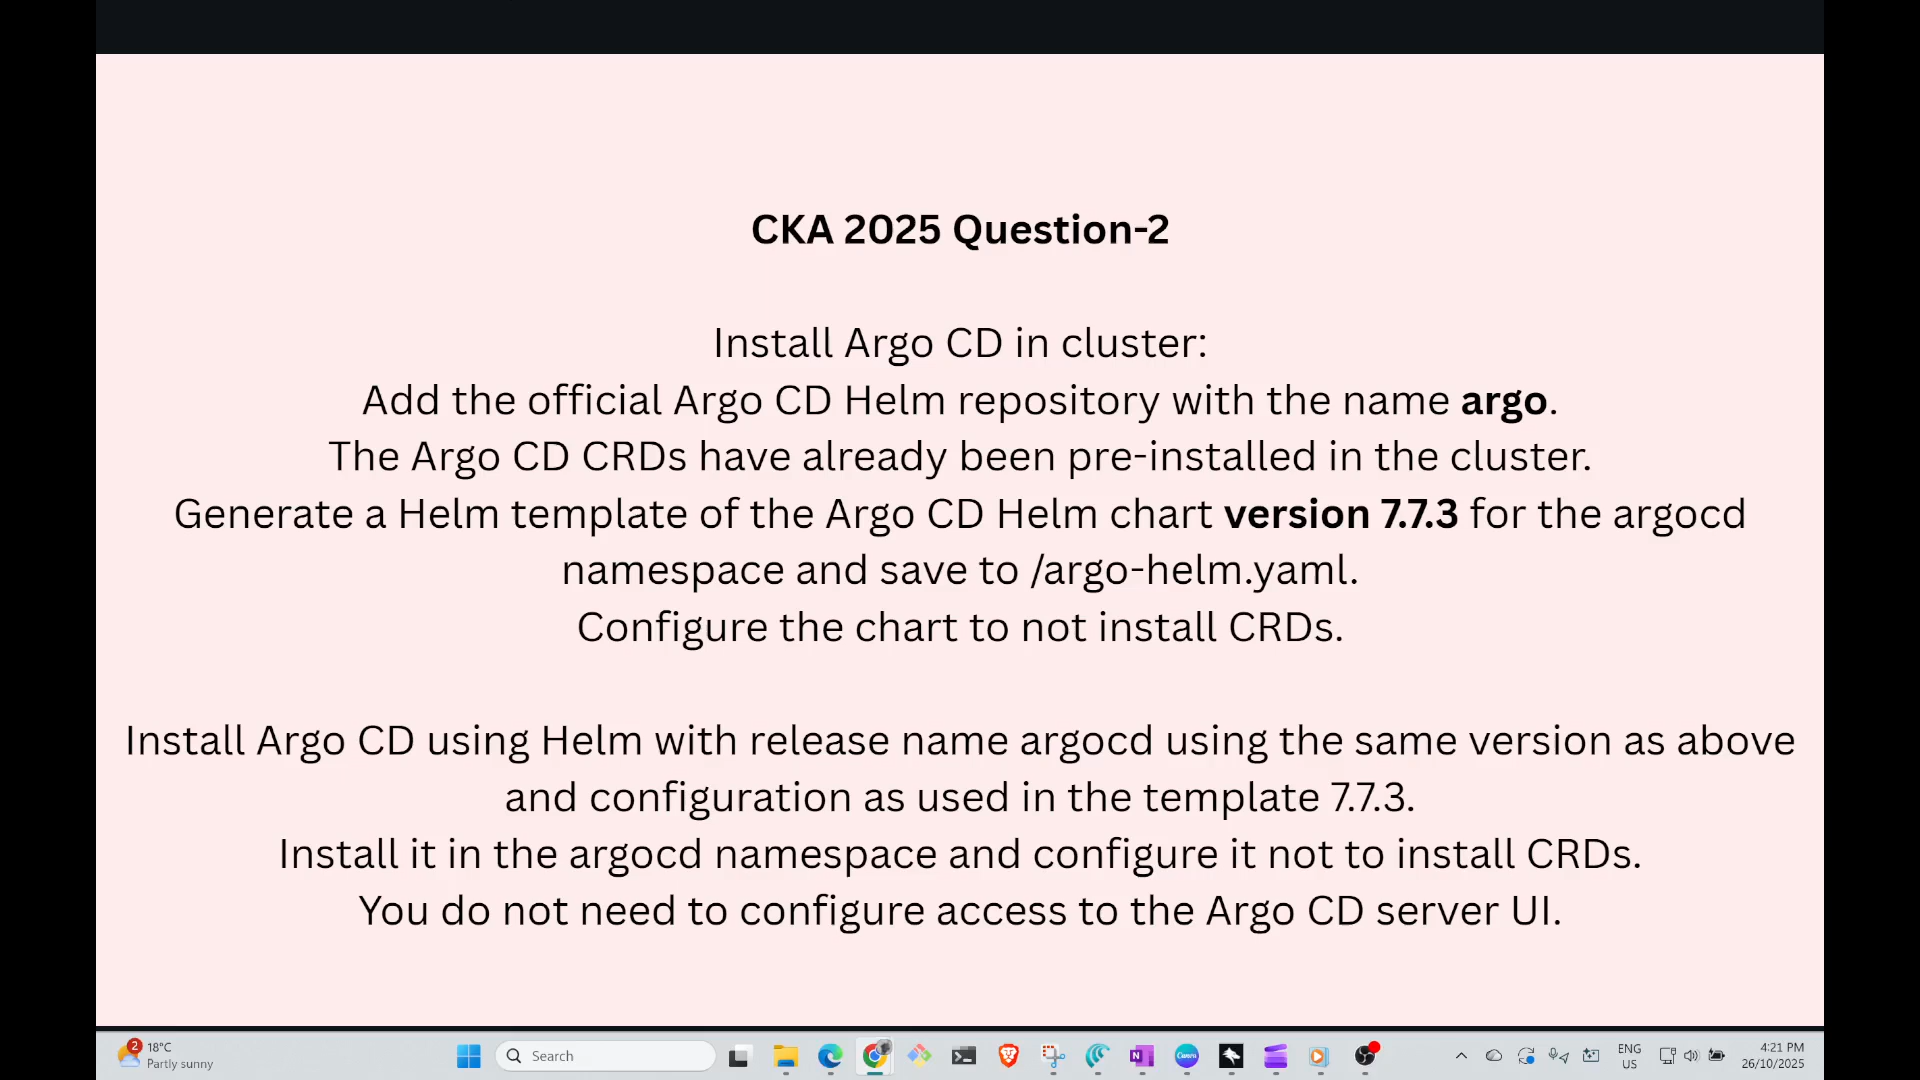 CKA 2025 Question-2
Install Argo CD in cluster:
Add the official Argo CD Helm repository with the name argo.
The Argo CD CRDs have already been pre-installed in the cluster.
Generate a Helm template of the Argo CD Helm chart version 7.7.3 for the argocd
namespace and save to /argo-helm.yaml.
Configure the chart to not install CRDs.
Install Argo CD using Helm with release name argocd using the same version as above
and configuration as used in the template 7.7.3.
Install it in the argocd namespace and configure it not to install CRDs.
You do not need to configure access to the Argo CD server UI.
2
18°C
Partly sunny
Search
Canva
ENG
US
4:21 PM
26/10/2025